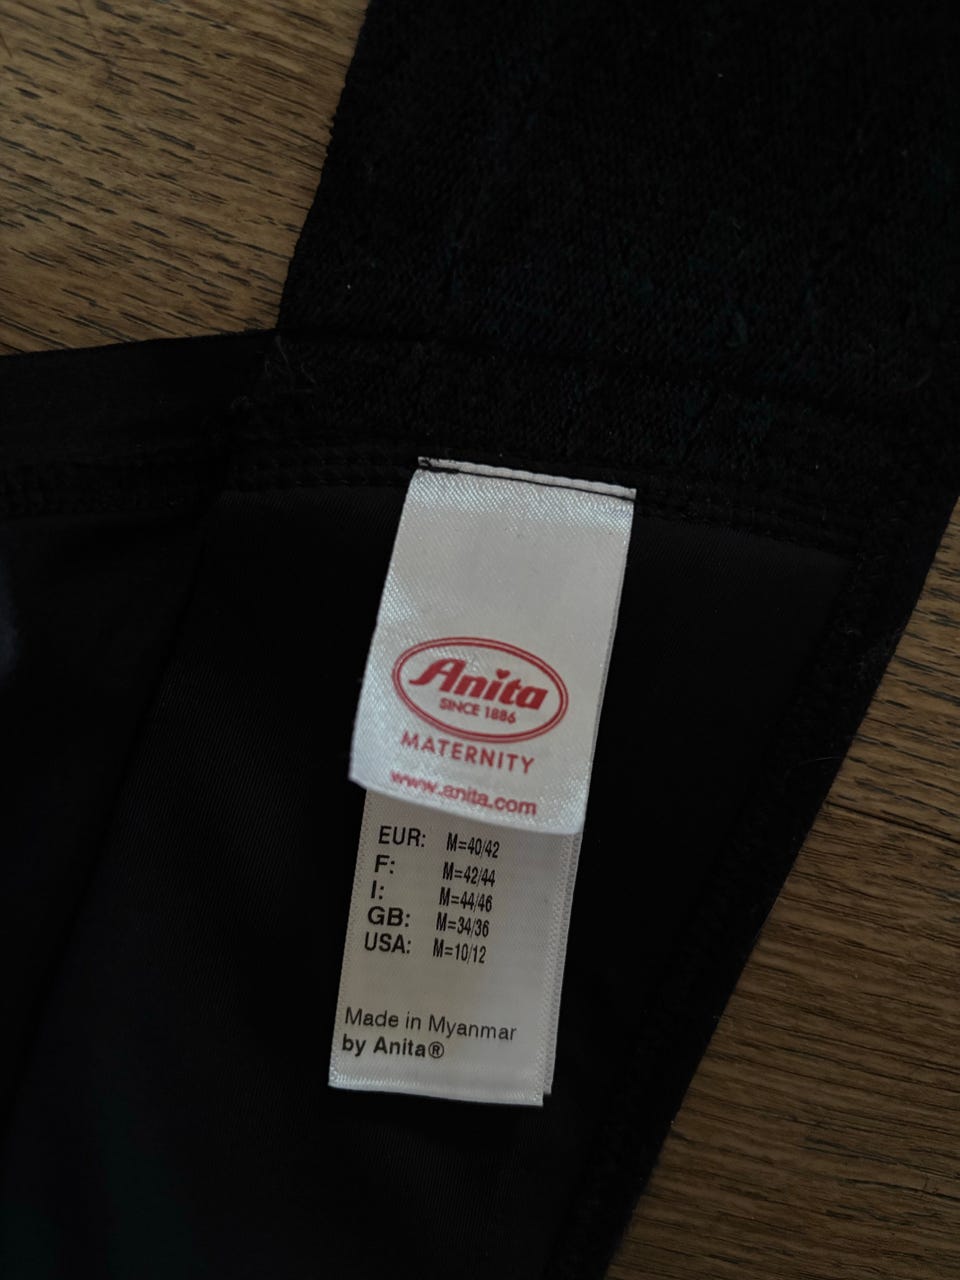 Anita
SINCE 1886
MATERNITY
www.anita.com
EUR: M=40/42
F: M=42/44
I: M=44/46
GB: M=34/36
USA: M=10/12
Made in Myanmar
by Anita®